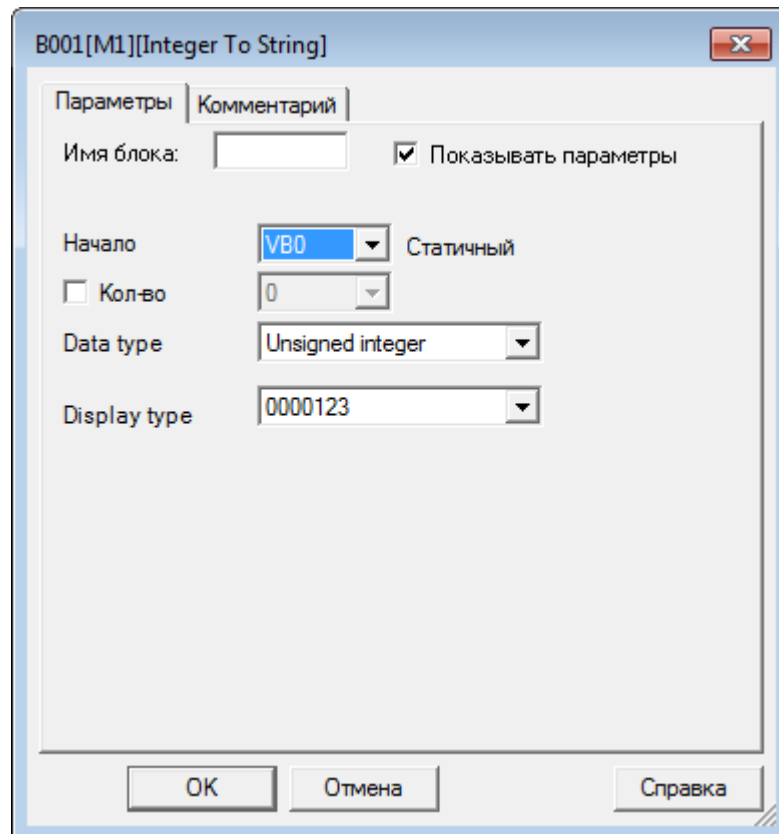 B001[M1][Integer To String]
Параметры Комментарий
Имя блока: Показывать параметры
Начало VB0 Статичный
Кол-во 0
Data type Unsigned integer
Display type 0000123
OK Отмена Справка